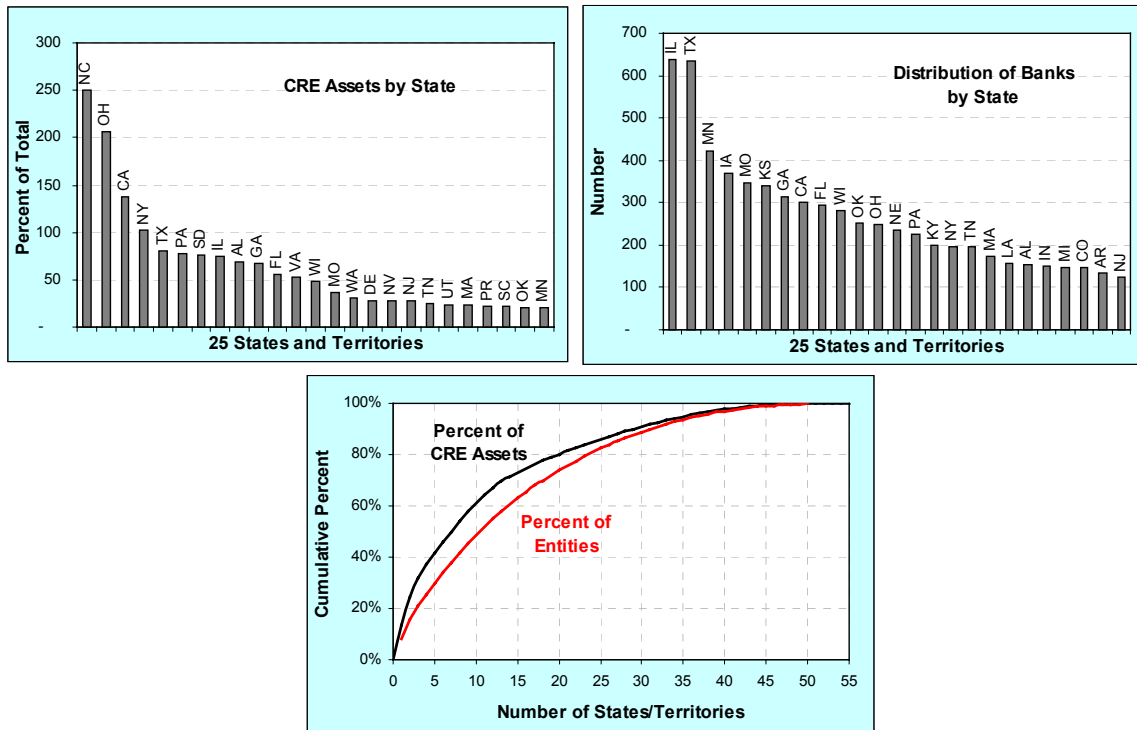 CRE Assets by State
Percent of Total
300
250
200
150
100
50
-
NC
OH
CA
NY
TX
PA
SD
IL
AL
GA
FL
VA
WI
MO
WA
DE
NV
NJ
TN
UT
MA
PR
SC
OK
MN
25 States and Territories
Distribution of Banks
by State
Number
700
600
500
400
300
200
100
-
IL
TX
MN
IA
MO
KS
GA
CA
FL
WI
OK
OH
NE
PA
KY
NY
TN
MA
LA
AL
IN
MI
CO
AR
NJ
25 States and Territories
Cumulative Percent
100%
80%
60%
40%
20%
0%
Percent of
CRE Assets
Percent of
Entities
0 5 10 15 20 25 30 35 40 45 50 55
Number of States/Territories